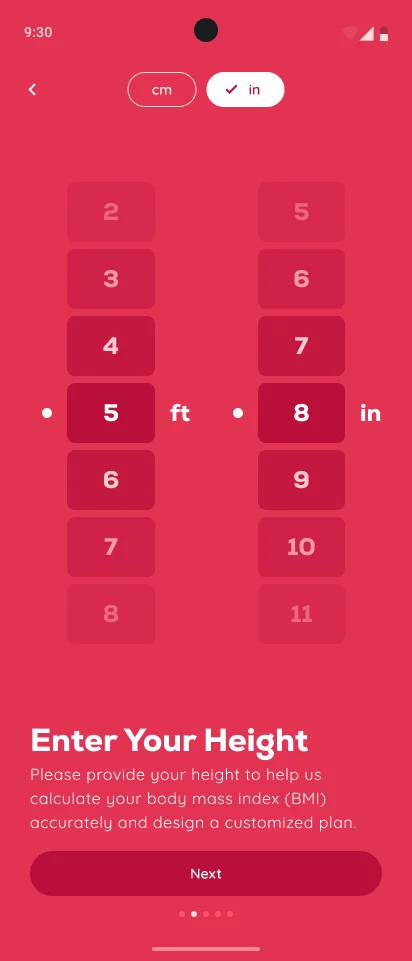 9:30
cm
in
2
3
4
5 ft
6
7
8
5
6
7
8 in
9
10
11
Enter Your Height
Please provide your height to help us
calculate your body mass index (BMI)
accurately and design a customized plan.
Next